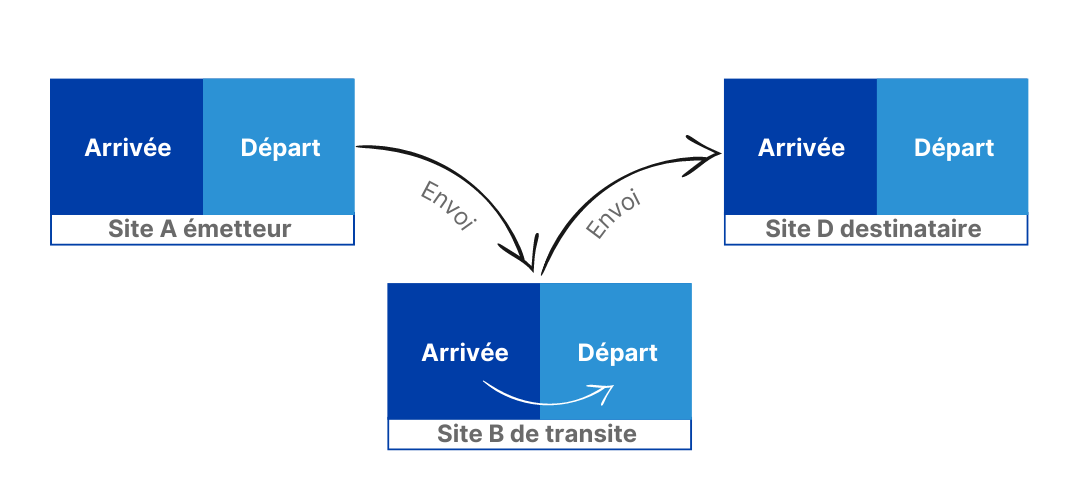 Arrivée
Départ
Site A émetteur
Envoi
Envoi
Arrivée
Départ
Site D destinataire
Arrivée
Départ
Site B de transite